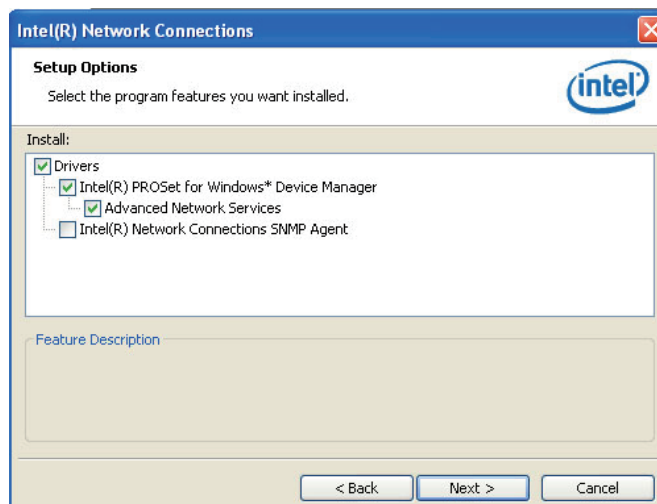 Intel(R) Network Connections
Setup Options
Select the program features you want installed.
intel
Install:
Drivers
Intel(R) PROSet for Windows* Device Manager
Advanced Network Services
Intel(R) Network Connections SNMP Agent
Feature Description
< Back
Next >
Cancel